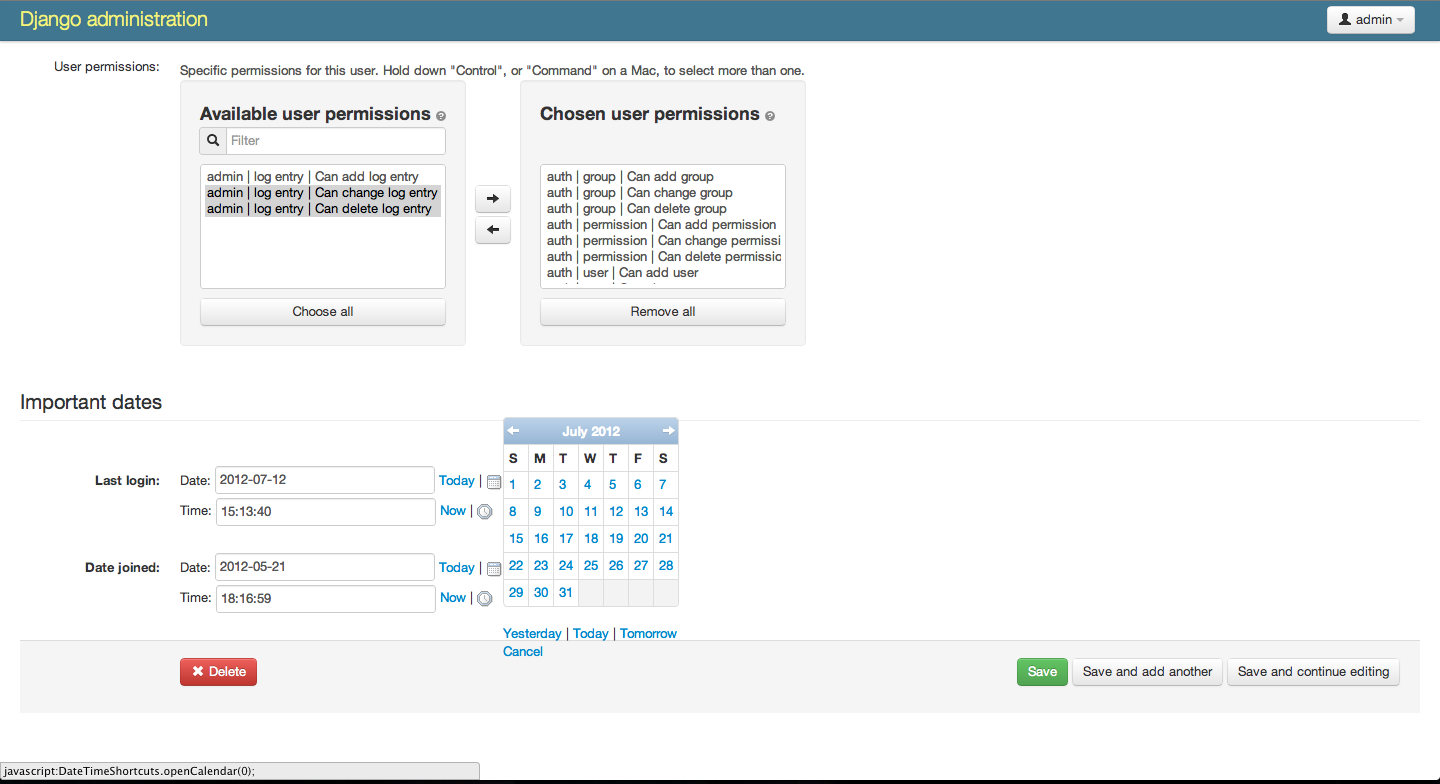 Django administration
admin
User permissions:
Specific permissions for this user. Hold down "Control", or "Command" on a Mac, to select more than one.
Available user permissions
Filter
admin | log entry | Can add log entry
admin | log entry | Can change log entry
admin | log entry | Can delete log entry
Choose all
Chosen user permissions
auth | group | Can add group
auth | group | Can change group
auth | group | Can delete group
auth | permission | Can add permission
auth | permission | Can change permissi
auth | permission | Can delete permissio
auth | user | Can add user
Remove all
Important dates
Last login:
Date: 2012-07-12 Today |
Time: 15:13:40 Now |
Date joined:
Date: 2012-05-21 Today |
Time: 18:16:59 Now |
July 2012
S M T W T F S
1 2 3 4 5 6 7
8 9 10 11 12 13 14
15 16 17 18 19 20 21
22 23 24 25 26 27 28
29 30 31
Yesterday | Today | Tomorrow
Cancel
Delete
Save
Save and add another
Save and continue editing
javascript:DateTimeShortcuts.openCalendar(0);